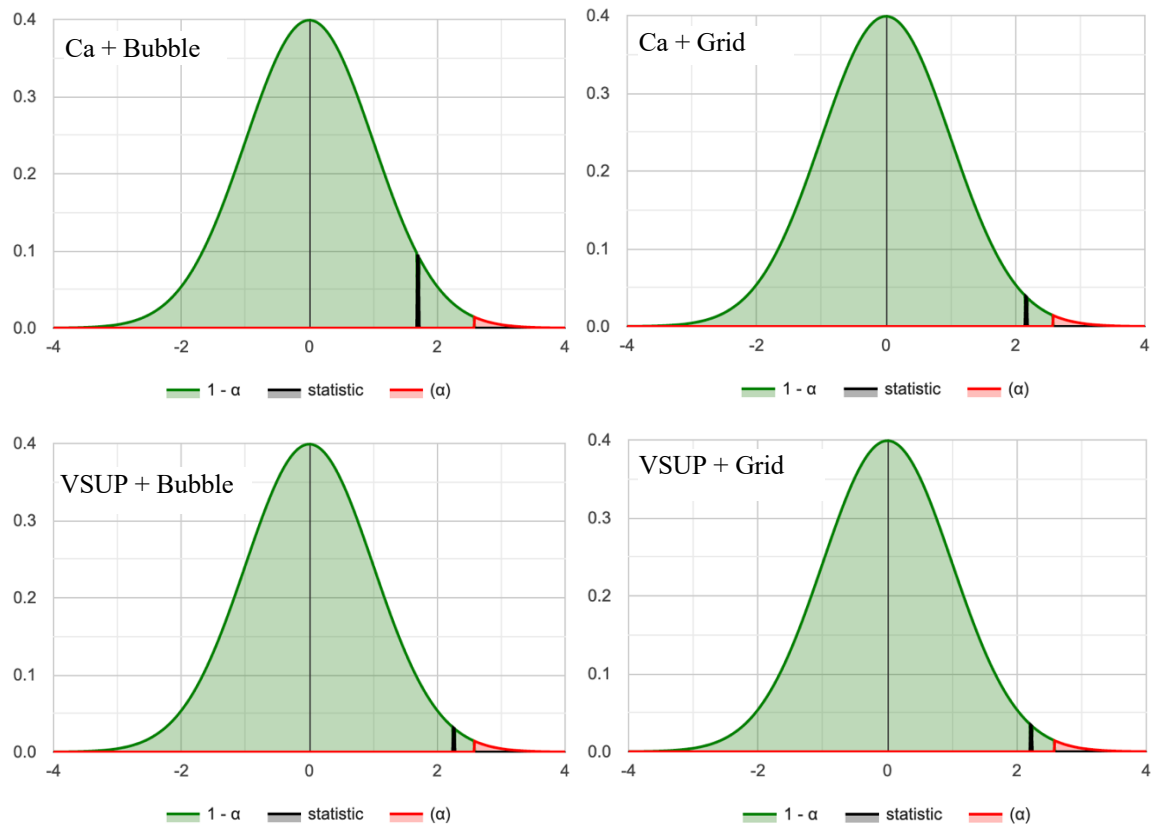 Ca + Bubble
0.4
0.3
0.2
0.1
0.0
-4 -2 0 2 4
1 - α statistic (α)
Ca + Grid
0.4
0.3
0.2
0.1
0.0
-4 -2 0 2 4
1 - α statistic (α)
VSUP + Bubble
0.4
0.3
0.2
0.1
0.0
-4 -2 0 2 4
1 - α statistic (α)
VSUP + Grid
0.4
0.3
0.2
0.1
0.0
-4 -2 0 2 4
1 - α statistic (α)